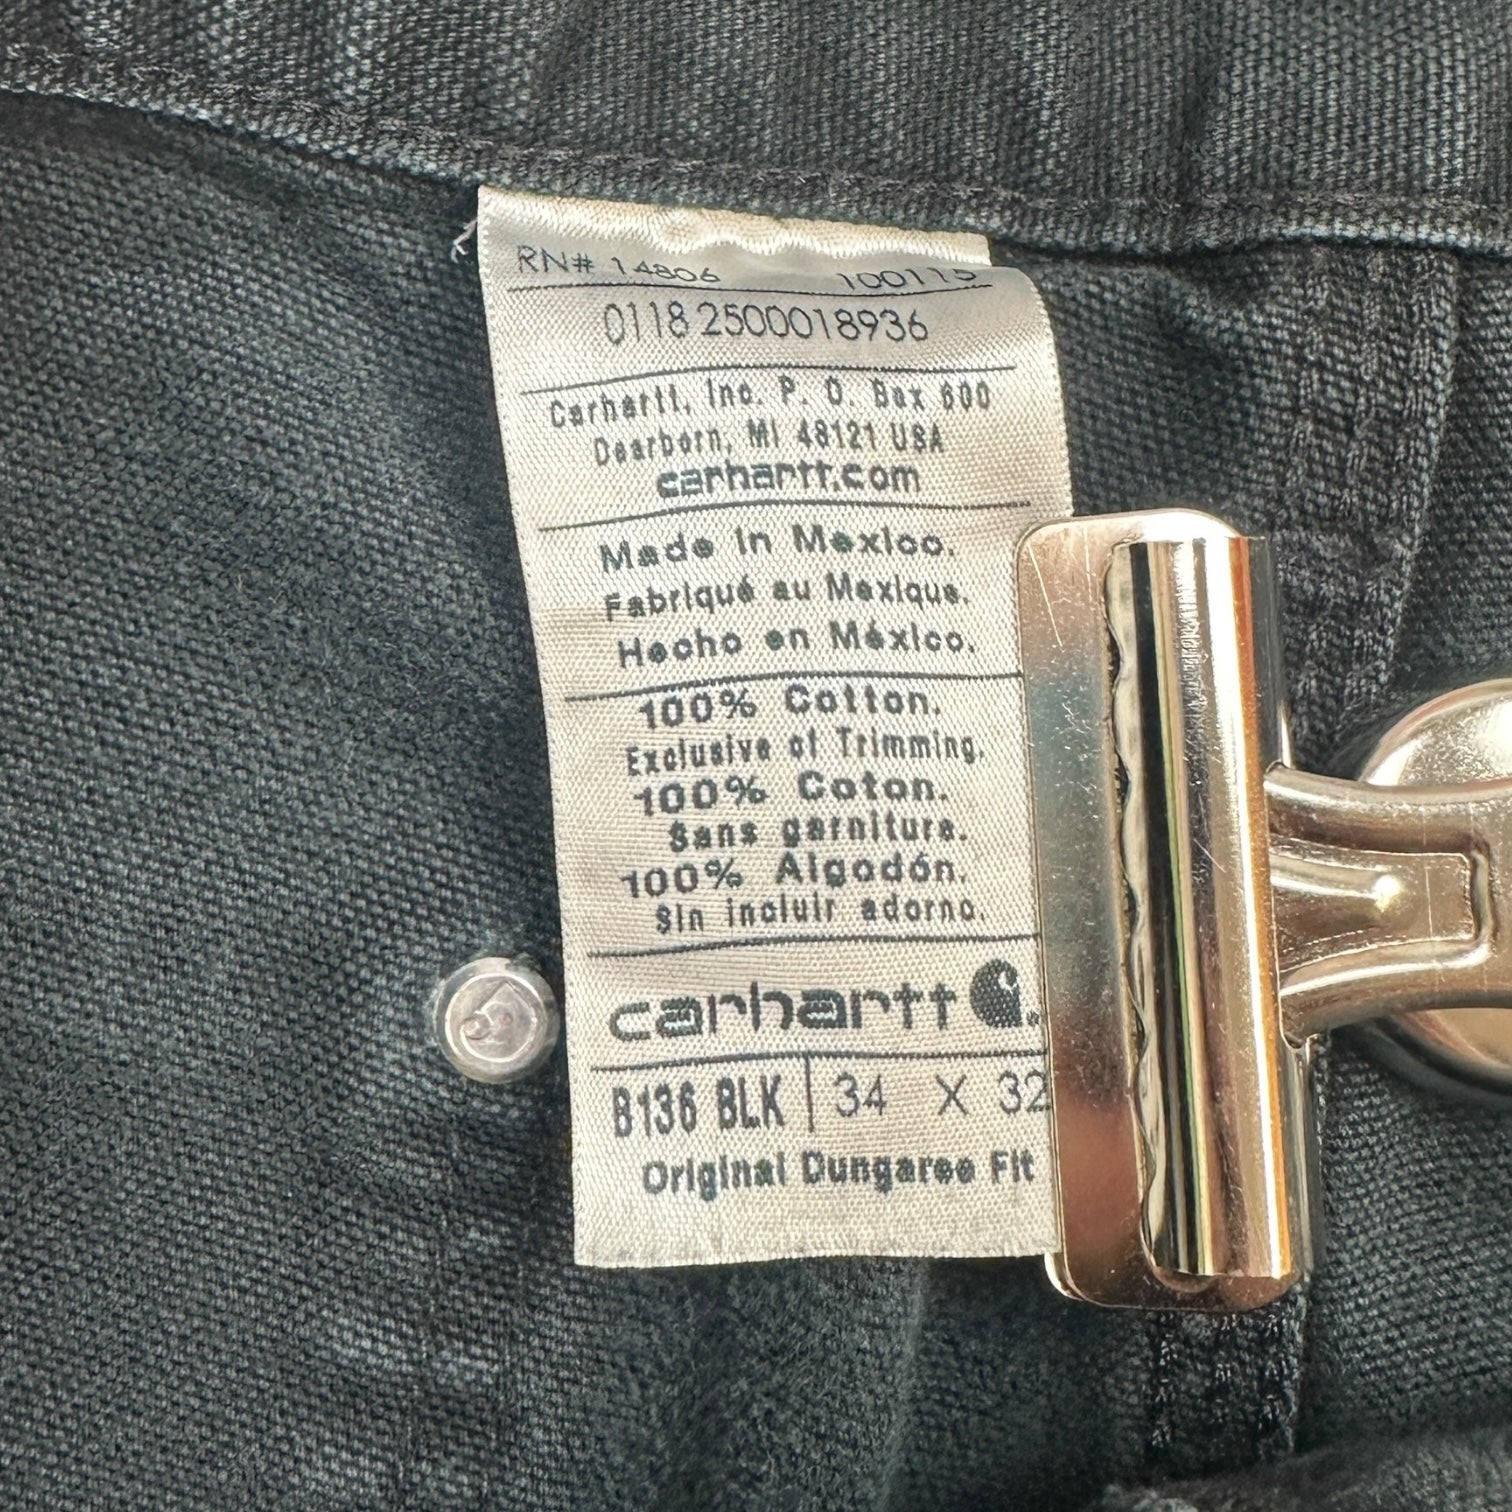 RN# 14806 100115
0118 2500018936
Carhartt, Inc. P. O. Box 600
Dearborn, MI 48121 USA
carhartt.com
Made in Mexico.
Fabriqué au Mexique.
Hecho en México.
100% Cotton.
Exclusive of Trimming.
100% Coton.
Sans garniture.
100% Algodón.
Sin incluir adorno.
carhartt
B136 BLK 34 X 32
Original Dungaree Fit